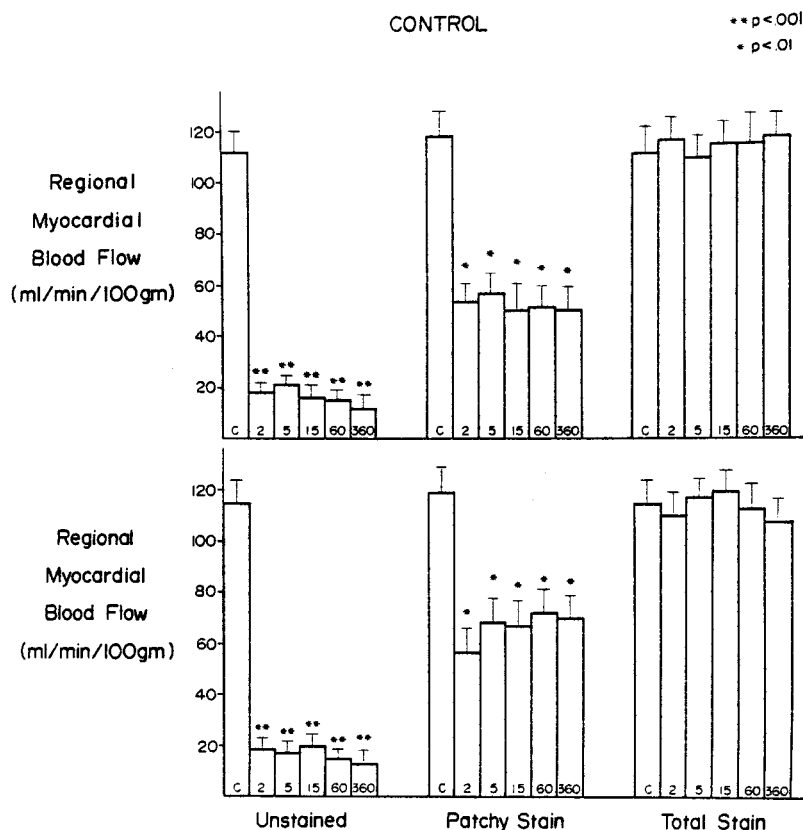 CONTROL
**p<.001
*p<.01
Regional
Myocardial
Blood Flow
(ml/min/100gm)
120
100
80
60
40
20
** ** ** ** **
* * * * *
C 2 5 15 60 360
C 2 5 15 60 360
C 2 5 15 60 360
Regional
Myocardial
Blood Flow
(ml/min/100gm)
120
100
80
60
40
20
** ** ** ** **
* * * * *
C 2 5 15 60 360
C 2 5 15 60 360
C 2 5 15 60 360
Unstained
Patchy Stain
Total Stain